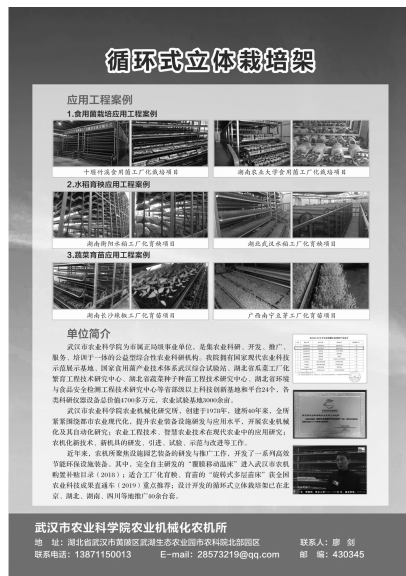 循环式立体栽培架
应用工程案例
1.食用菌栽培应用工程案例
十堰竹溪食用菌工厂化栽培项目
湖南农业大学食用菌工厂化栽培项目
2.水稻育秧应用工程案例
湖南衡阳水稻工厂化育秧项目
湖北武汉水稻工厂化育秧项目
3.蔬菜育苗应用工程案例
湖南长沙辣椒工厂化育苗项目
广西南宁豆芽工厂化育苗项目
单位简介
武汉市农业科学院为市属正局级事业单位，是集农业科研、开发、推广、
服务、培训于一体的公益型综合性农业科研机构。我院拥有国家现代农业科技
示范展示基地、国家食用菌产业技术体系武汉综合试验站、湖北省瓜菜工厂化
繁育工程技术研究中心、湖北省蔬菜种子种苗工程技术研究中心、湖北省环境
与食品安全检测工程技术研究中心等省部级以上科技创新基地和平台24个，各
类科研仪器设备总价值4700多万元，农业试验基地3000余亩。
武汉市农业科学院农业机械化研究所，创建于1978年，建所40年来，全所
紧紧围绕都市农业现代化，提升农业装备设施研发与应用水平，开展农业机械
化及其自动化研究；农业工程技术、智慧农业技术在现代农业中的应用研究；
农机化新技术、新机具的研发、引进、试验、示范与改进等工作。
近年来，农机所聚焦设施园艺装备的研发与推广工作，开发了一系列高效
节能环保设施装备。其中，完全自主研发的“覆膜移动苗床”进入武汉市农机
购置补贴目录（2018）；适合工厂化育秧、育苗的“旋转式多层苗床”获全国
农业科技成果直通车（2019）重点推荐；设计开发的循环式立体栽培架已在北
京、湖北、湖南、四川等地推广40余台套。
武汉市农业科学院农业机械化农机所
地　址：湖北省武汉市黄陂区武湖生态农业园市农科院北部园区　联系人：廖　剑
联系电话：13871150013　E-mail：28573219@qq.com　邮　编：430345